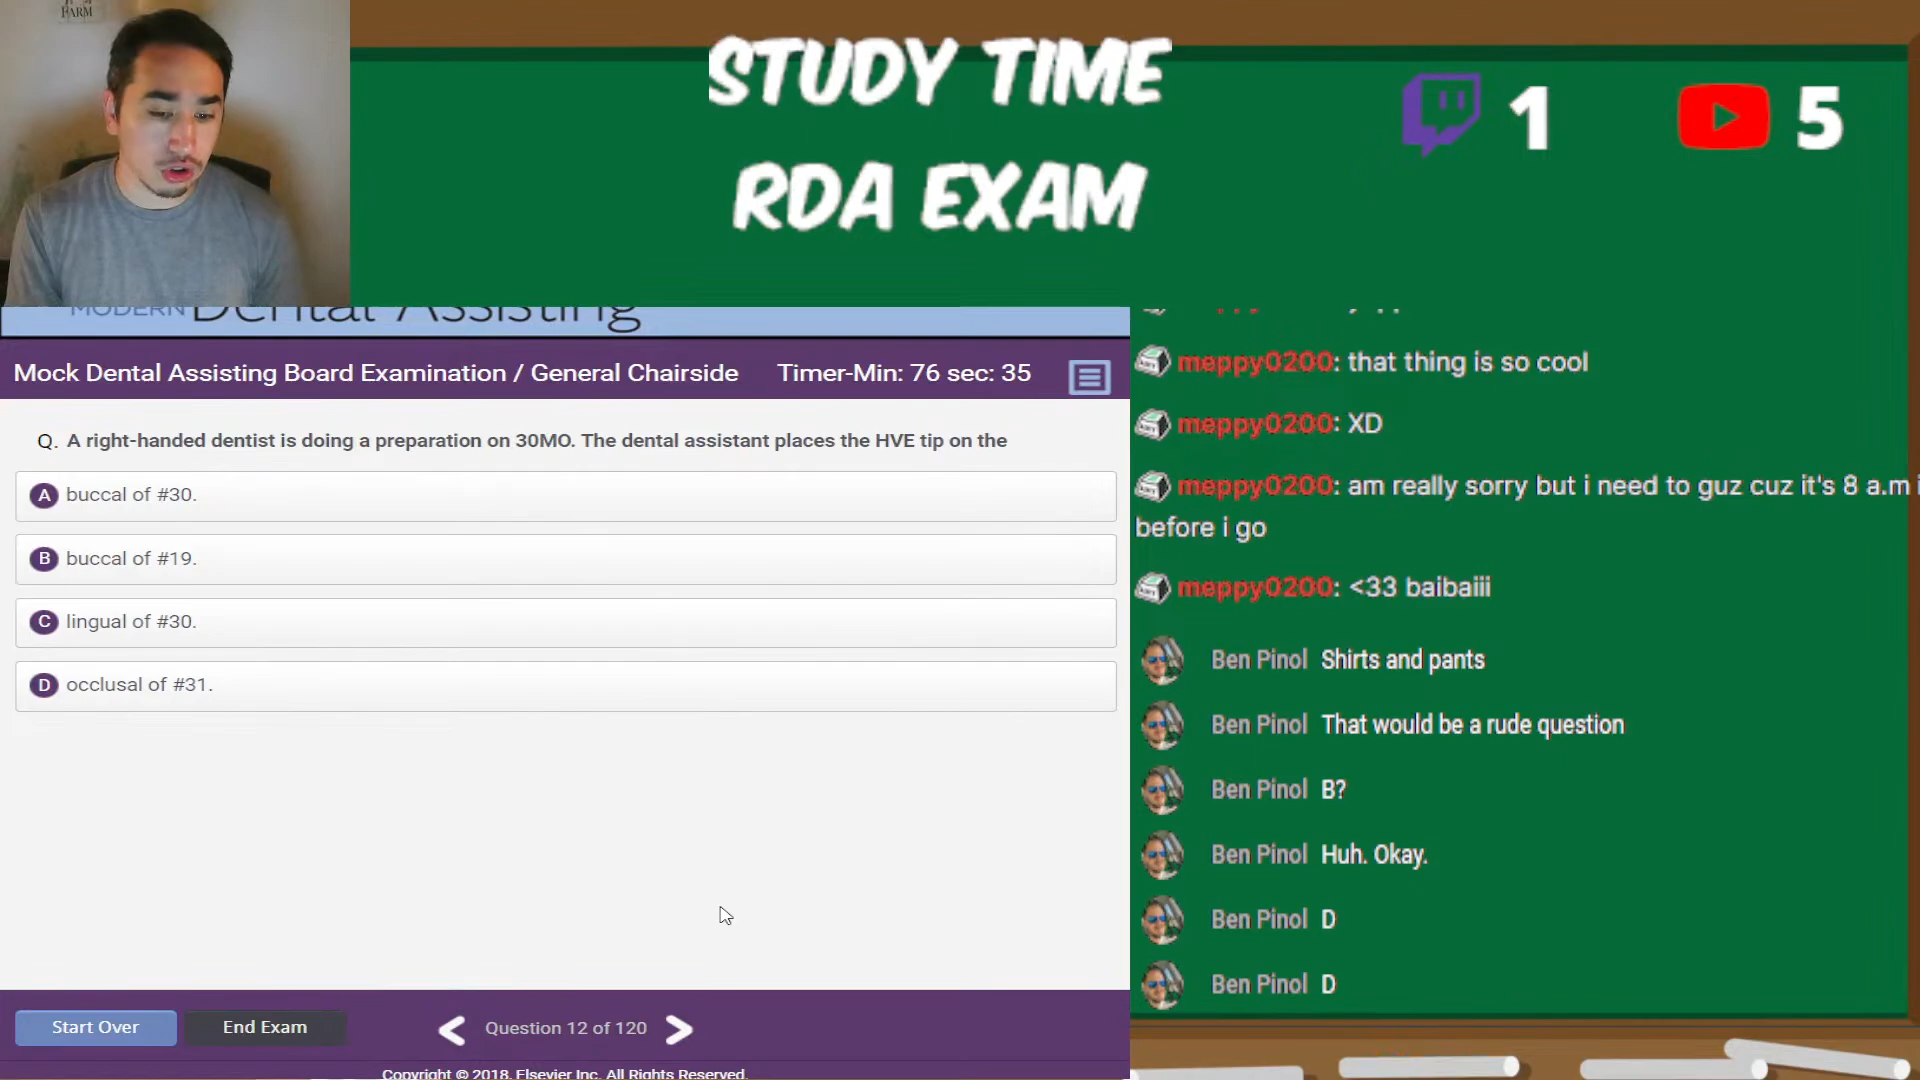 FARM
STUDY TIME
RDA EXAM
1
5
MODERN Dental Assisting
Mock Dental Assisting Board Examination / General Chairside
Timer-Min: 76 sec: 35
Q. A right-handed dentist is doing a preparation on 30MO. The dental assistant places the HVE tip on the
A buccal of #30.
B buccal of #19.
C lingual of #30.
D occlusal of #31.
Start Over
End Exam
Question 12 of 120
Copyright © 2018, Elsevier Inc. All Rights Reserved.
meppy0200: that thing is so cool
meppy0200: XD
meppy0200: am really sorry but i need to guz cuz it's 8 a.m i
before i go
meppy0200: <33 baibaiii
Ben Pinol Shirts and pants
Ben Pinol That would be a rude question
Ben Pinol B?
Ben Pinol Huh. Okay.
Ben Pinol D
Ben Pinol D